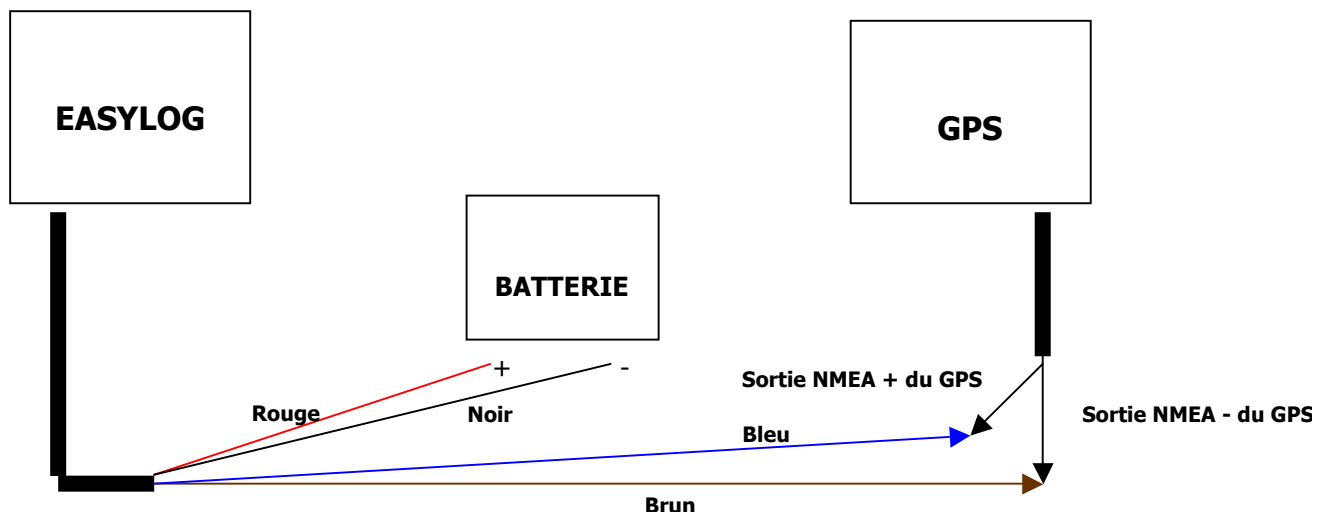 EASYLOG
GPS
BATTERIE
+ -
Sortie NMEA + du GPS
Rouge
Noir
Sortie NMEA - du GPS
Bleu
Brun